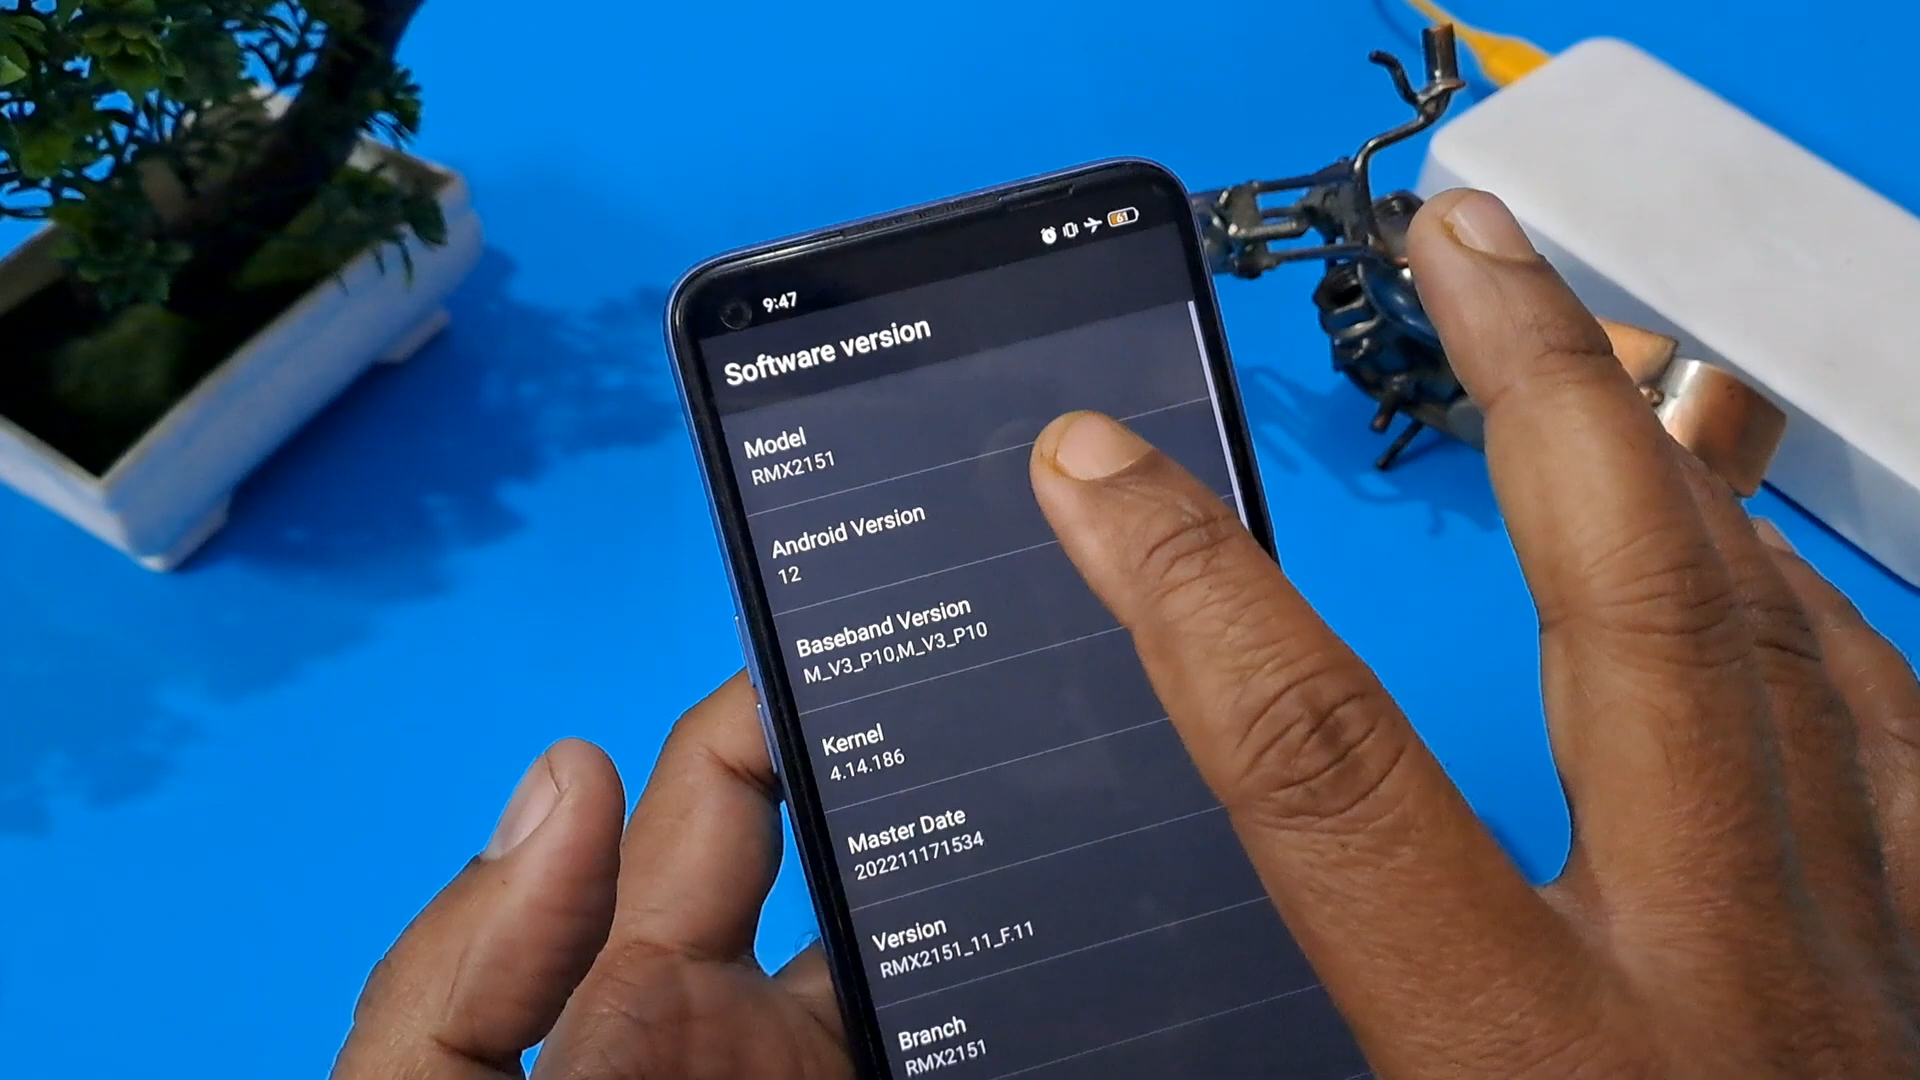 9:47
61
Software version
Model
RMX2151
Android Version
12
Baseband Version
M_V3_P10,M_V3_P10
Kernel
4.14.186
Master Date
202211171534
Version
RMX2151_11_F.11
Branch
RMX2151